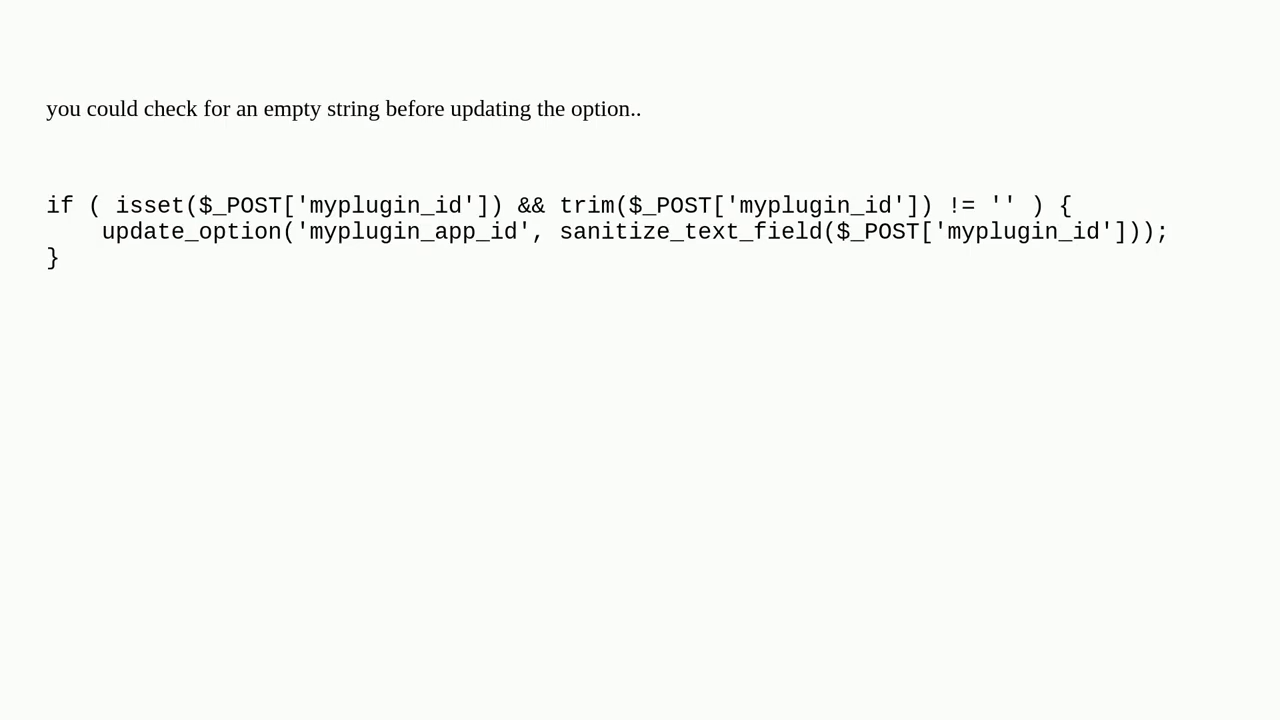 you could check for an empty string before updating the option..
if ( isset($_POST['myplugin_id']) && trim($_POST['myplugin_id']) != '' ) {
    update_option('myplugin_app_id', sanitize_text_field($_POST['myplugin_id']));
}